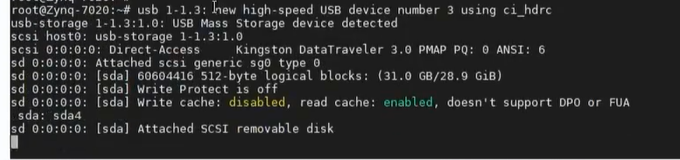 root@Zynq-7020:~# usb 1-1.3: new high-speed USB device number 3 using ci_hdrc
usb-storage 1-1.3:1.0: USB Mass Storage device detected
scsi host0: usb-storage 1-1.3:1.0
scsi 0:0:0:0: Direct-Access     Kingston DataTraveler 3.0 PMAP PQ: 0 ANSI: 6
sd 0:0:0:0: Attached scsi generic sg0 type 0
sd 0:0:0:0: [sda] 60604416 512-byte logical blocks: (31.0 GB/28.9 GiB)
sd 0:0:0:0: [sda] Write Protect is off
sd 0:0:0:0: [sda] Write cache: disabled, read cache: enabled, doesn't support DPO or FUA
 sda: sda4
sd 0:0:0:0: [sda] Attached SCSI removable disk